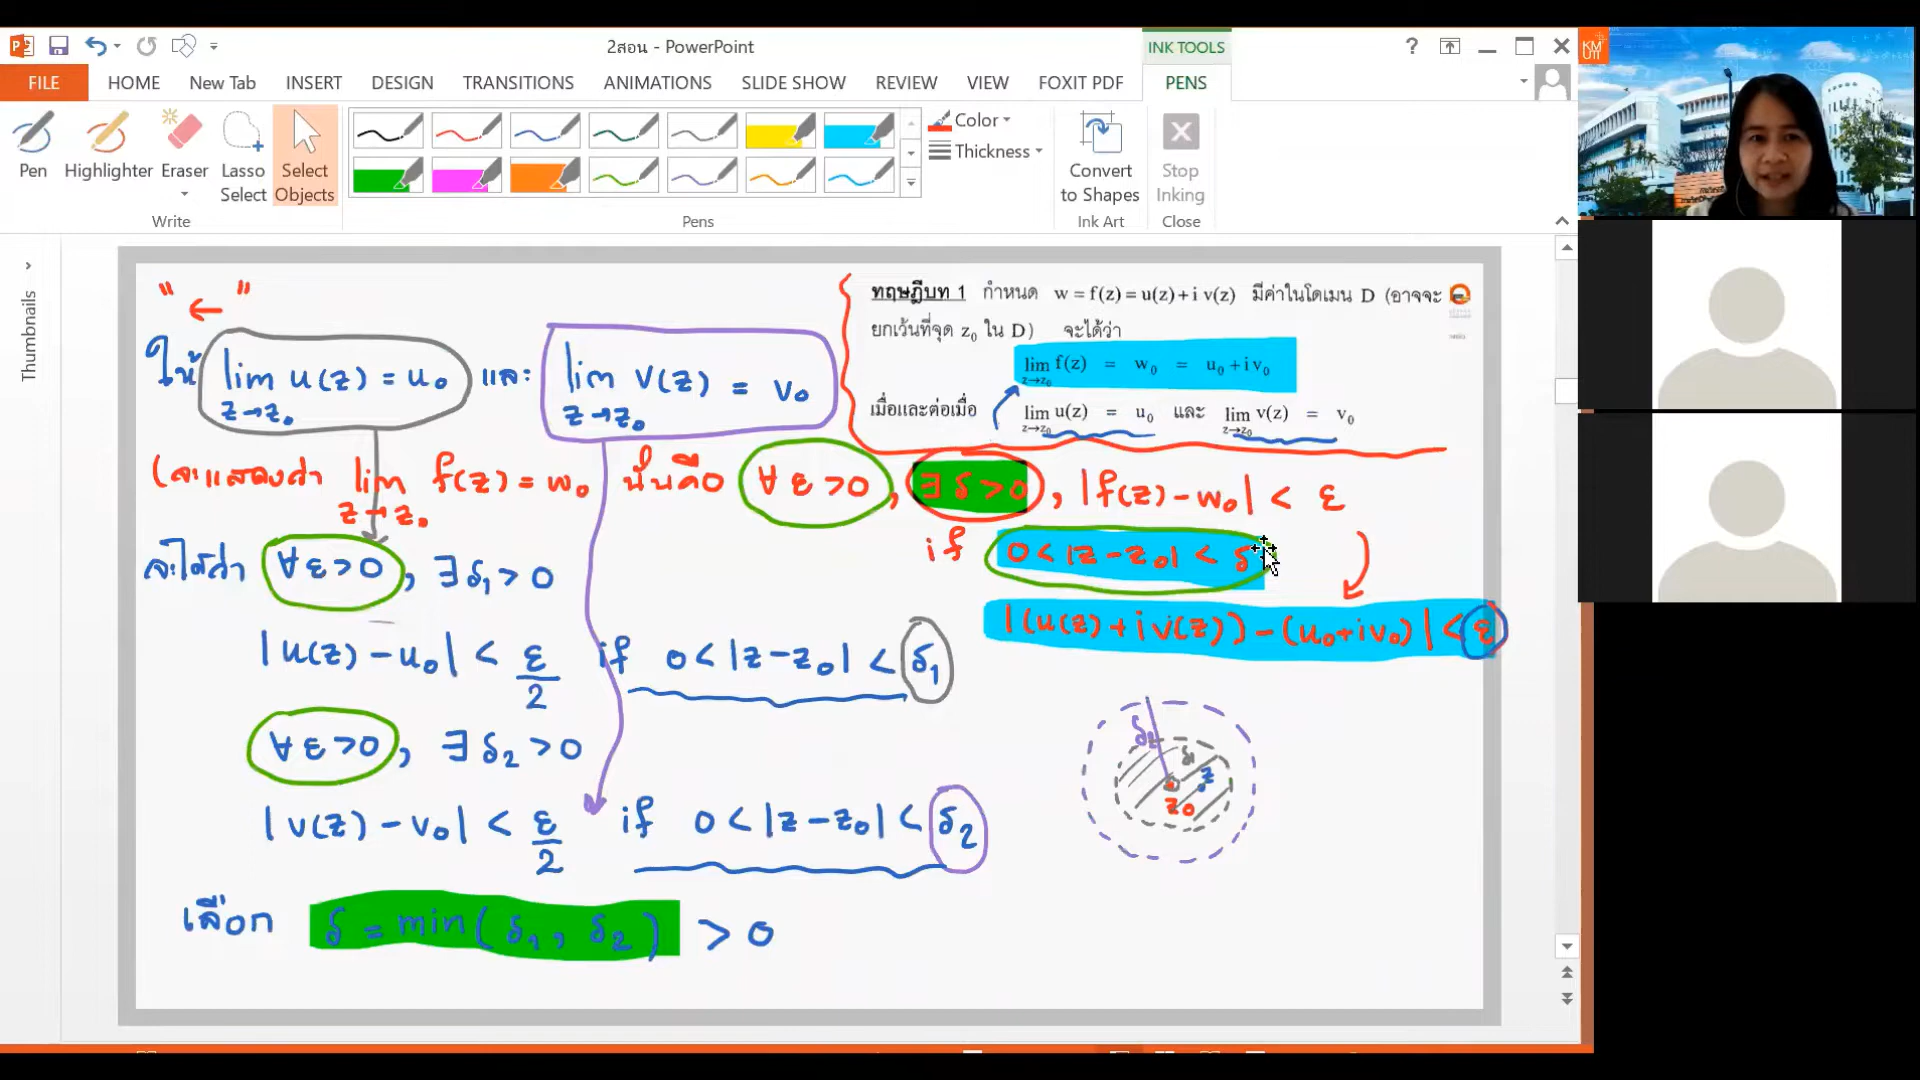 2สอน - PowerPoint
INK TOOLS
FILE HOME New Tab INSERT DESIGN TRANSITIONS ANIMATIONS SLIDE SHOW REVIEW VIEW FOXIT PDF PENS
Pen Highlighter Eraser Lasso Select Select Objects
Color
Thickness
Convert to Shapes
Stop Inking
Write Pens Ink Art Close
Thumbnails
KMUTT
ทฤษฎีบท 1 กำหนด w = f(z) = u(z) + i v(z) มีค่าในโดเมน D (อาจจะ
ยกเว้นที่จุด z₀ ใน D) จะได้ว่า
lim z→z₀ f(z) = w₀ = u₀ + i v₀
เมื่อและต่อเมื่อ lim z→z₀ u(z) = u₀ และ lim z→z₀ v(z) = v₀
"←"
ให้ lim z→z₀ u(z) = u₀ และ lim z→z₀ v(z) = v₀
(จะแสดงว่า lim z→z₀ f(z) = w₀ นั่นคือ ∀ε>0, ∃δ>0, |f(z)-w₀| < ε
if 0<|z-z₀|<δ
|(u(z)+iv(z))-(u₀+iv₀)| < ε
จะได้ว่า ∀ε>0, ∃δ₁>0
|u(z)-u₀| < ε/2 if 0<|z-z₀|<δ₁
∀ε>0, ∃δ₂>0
|v(z)-v₀| < ε/2 if 0<|z-z₀|<δ₂
เลือก δ = min(δ₁, δ₂) > 0
δ₂
δ₁
z
z₀